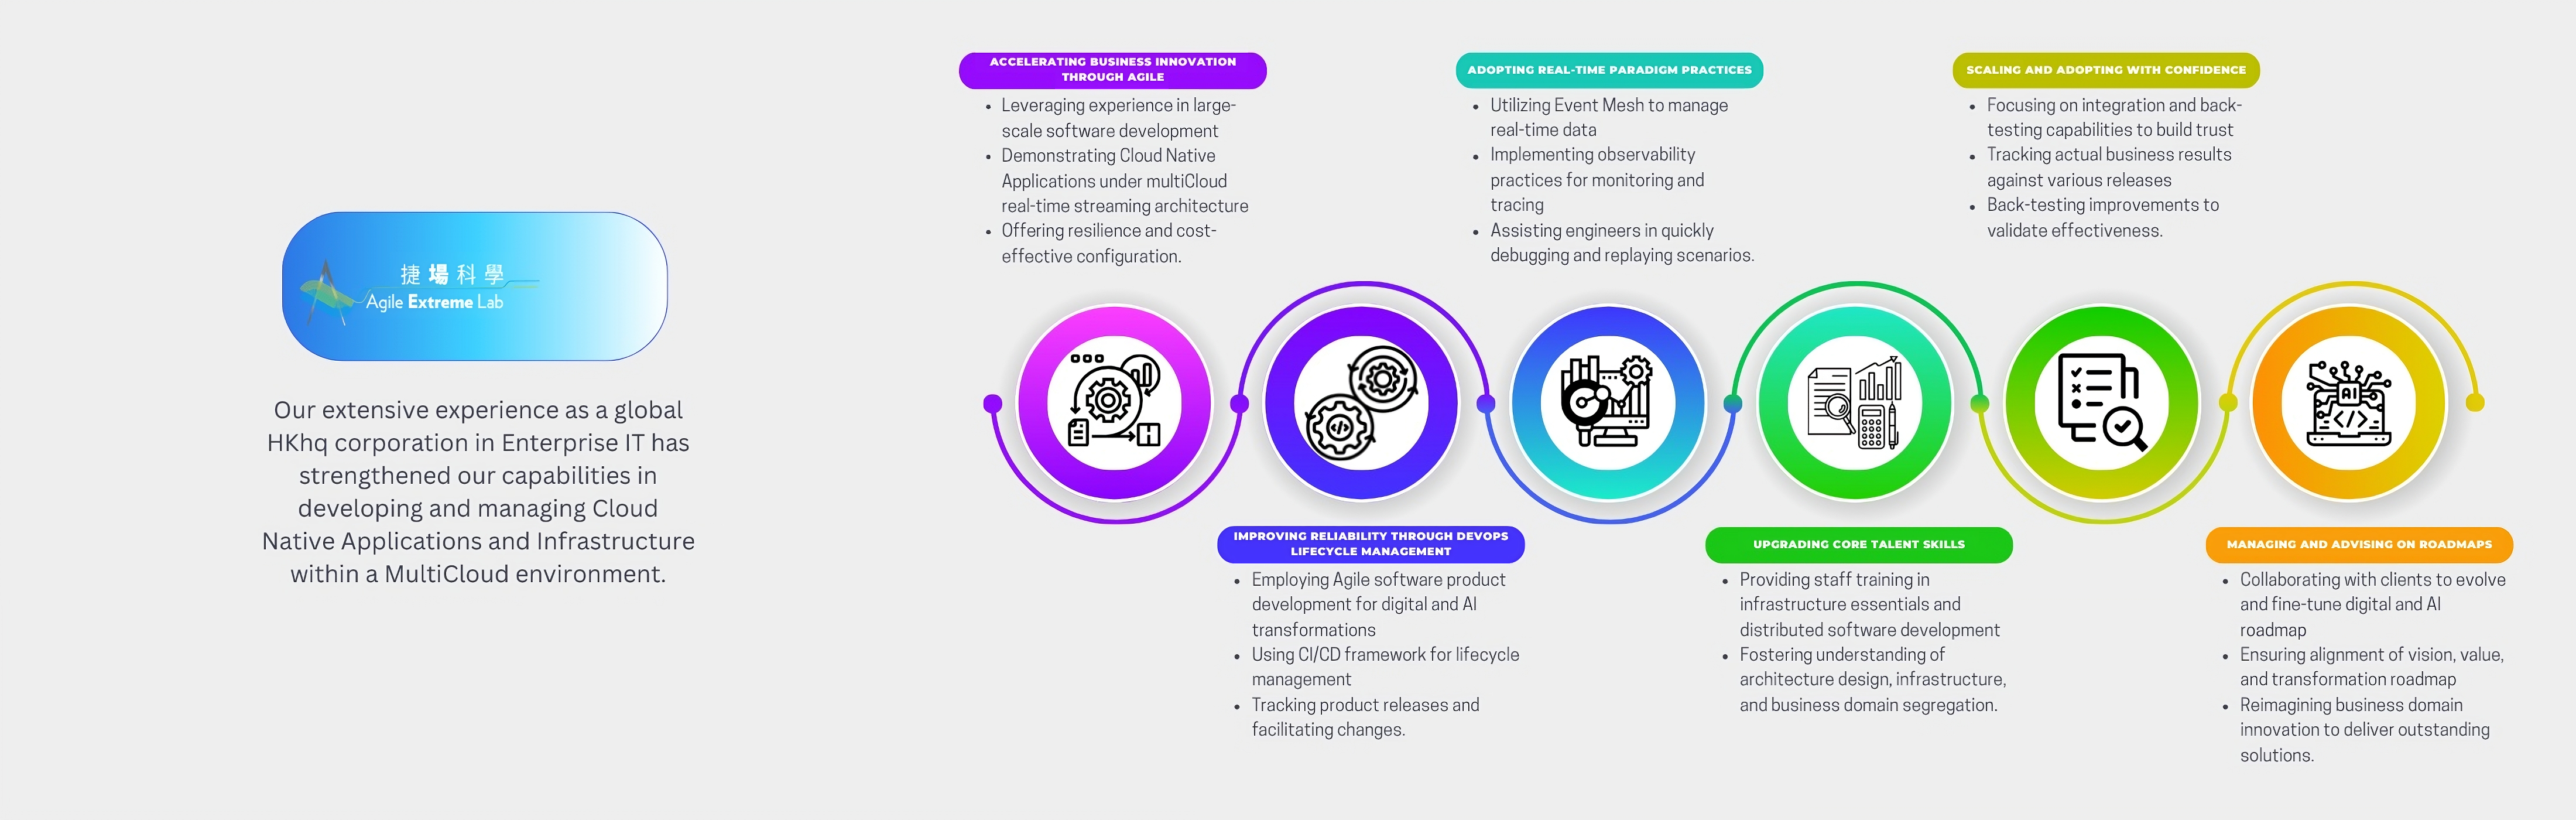 捷場科學
Agile Extreme Lab
Our extensive experience as a global
HKhq corporation in Enterprise IT has
strengthened our capabilities in
developing and managing Cloud
Native Applications and Infrastructure
within a MultiCloud environment.
ACCELERATING BUSINESS INNOVATION
THROUGH AGILE
• Leveraging experience in large-
scale software development
• Demonstrating Cloud Native
Applications under multiCloud
real-time streaming architecture
• Offering resilience and cost-
effective configuration.
IMPROVING RELIABILITY THROUGH DEVOPS
LIFECYCLE MANAGEMENT
• Employing Agile software product
development for digital and AI
transformations
• Using CI/CD framework for lifecycle
management
• Tracking product releases and
facilitating changes.
ADOPTING REAL-TIME PARADIGM PRACTICES
• Utilizing Event Mesh to manage
real-time data
• Implementing observability
practices for monitoring and
tracing
• Assisting engineers in quickly
debugging and replaying scenarios.
UPGRADING CORE TALENT SKILLS
• Providing staff training in
infrastructure essentials and
distributed software development
• Fostering understanding of
architecture design, infrastructure,
and business domain segregation.
SCALING AND ADOPTING WITH CONFIDENCE
• Focusing on integration and back-
testing capabilities to build trust
• Tracking actual business results
against various releases
• Back-testing improvements to
validate effectiveness.
AI
MANAGING AND ADVISING ON ROADMAPS
• Collaborating with clients to evolve
and fine-tune digital and AI
roadmap
• Ensuring alignment of vision, value,
and transformation roadmap
• Reimagining business domain
innovation to deliver outstanding
solutions.